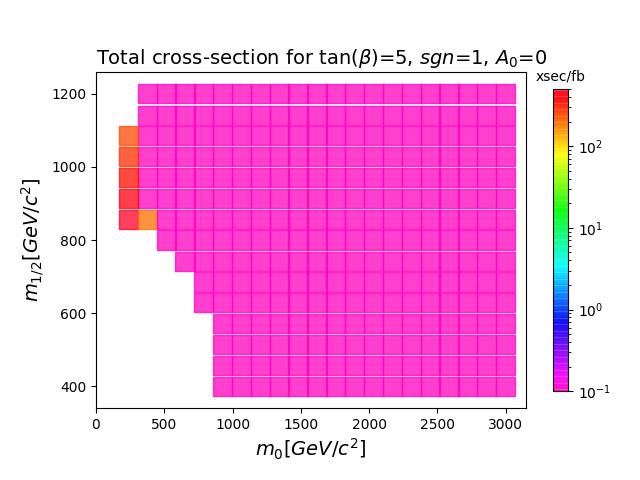 Total cross-section for tan(β)=5, sgn=1, A₀=0
xsec/fb
1200
1000
800
600
400
m₁/₂[GeV/c²]
10²
10¹
10⁰
10⁻¹
0 500 1000 1500 2000 2500 3000
m₀[GeV/c²]